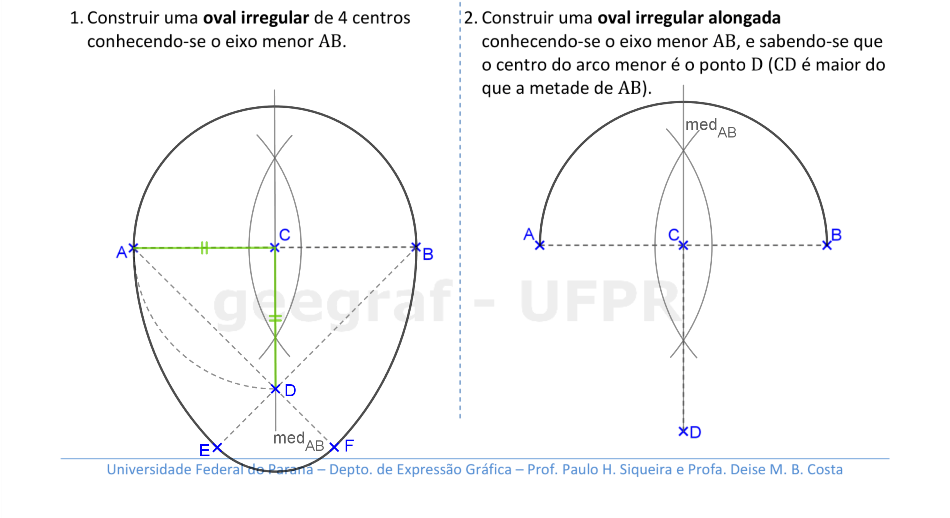 1. Construir uma oval irregular de 4 centros
conhecendo-se o eixo menor AB.
2. Construir uma oval irregular alongada
conhecendo-se o eixo menor AB, e sabendo-se que
o centro do arco menor é o ponto D (CD é maior do
que a metade de AB).
A
B
C
D
E
F
med AB
med AB
A
B
C
D
geegraf - UFPR
Universidade Federal do Paraná – Depto. de Expressão Gráfica – Prof. Paulo H. Siqueira e Profa. Deise M. B. Costa